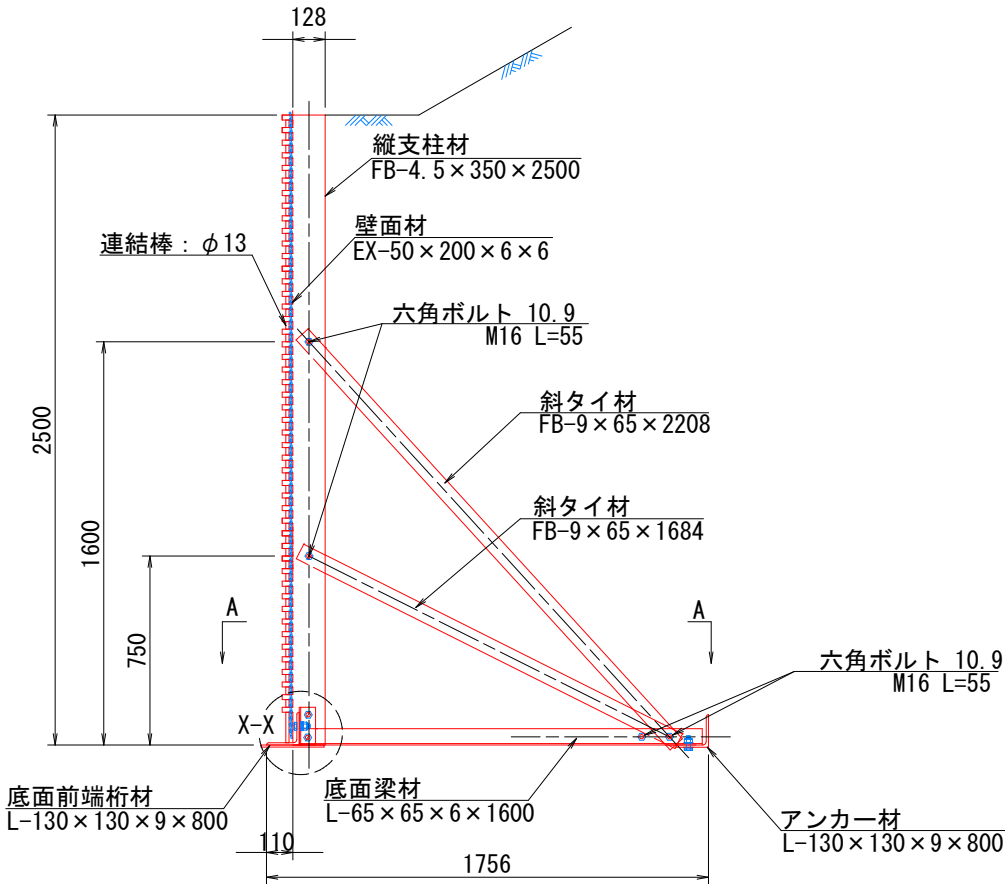 128
縦支柱材
FB-4.5×350×2500
壁面材
EX-50×200×6×6
連結棒：φ13
六角ボルト 10.9
M16 L=55
斜タイ材
FB-9×65×2208
2500
斜タイ材
FB-9×65×1684
1600
750
A
A
六角ボルト 10.9
M16 L=55
X-X
底面前端桁材
L-130×130×9×800
底面梁材
L-65×65×6×1600
アンカー材
L-130×130×9×800
110
1756